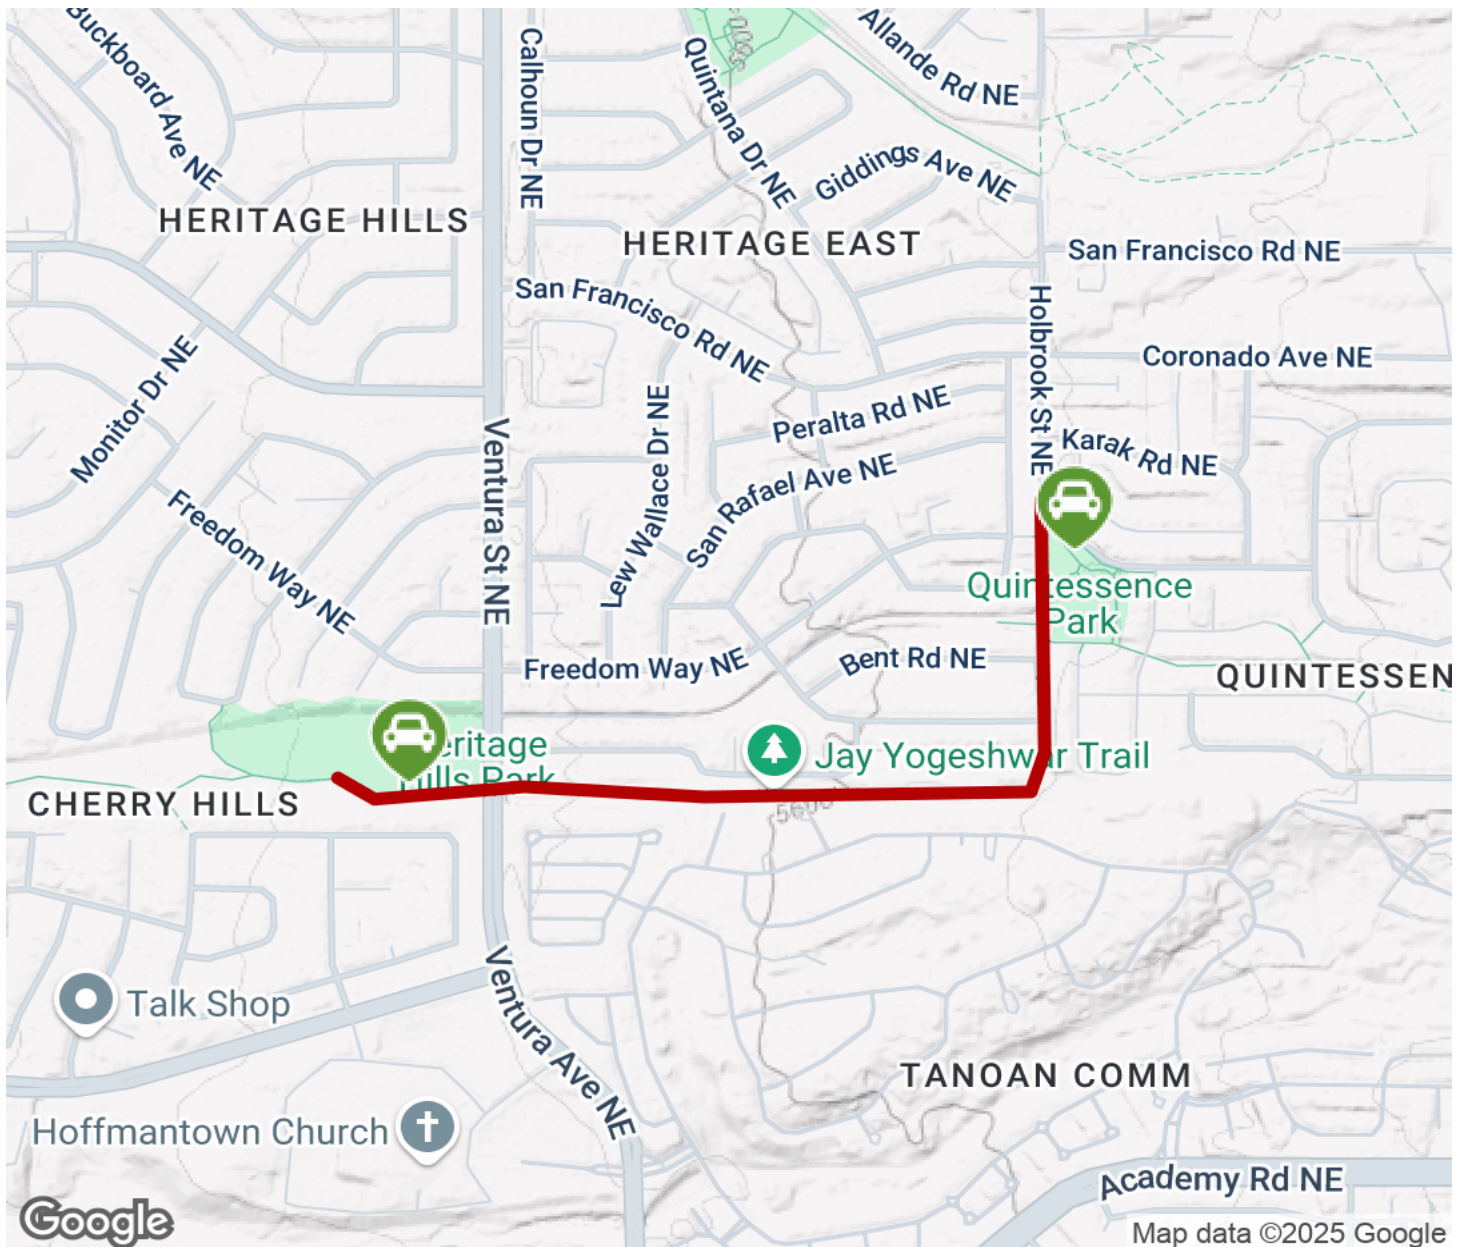 Buckboard Ave NE
Calhoun Dr NE
Quintana Dr NE
Allande Rd NE
Giddings Ave NE
HERITAGE HILLS
HERITAGE EAST
San Francisco Rd NE
San Francisco Rd NE
Holbrook St NE
Coronado Ave NE
Monitor Dr NE
Lew Wallace Dr NE
Peralta Rd NE
Karak Rd NE
San Rafael Ave NE
Ventura St NE
Freedom Way NE
Quintessence
Park
Freedom Way NE
Bent Rd NE
QUINTESSEN
eritage
Hills Park
Jay Yogeshwar Trail
CHERRY HILLS
Talk Shop
Ventura Ave NE
TANOAN COMM
Hoffmantown Church
Academy Rd NE
Google
Map data ©2025 Google